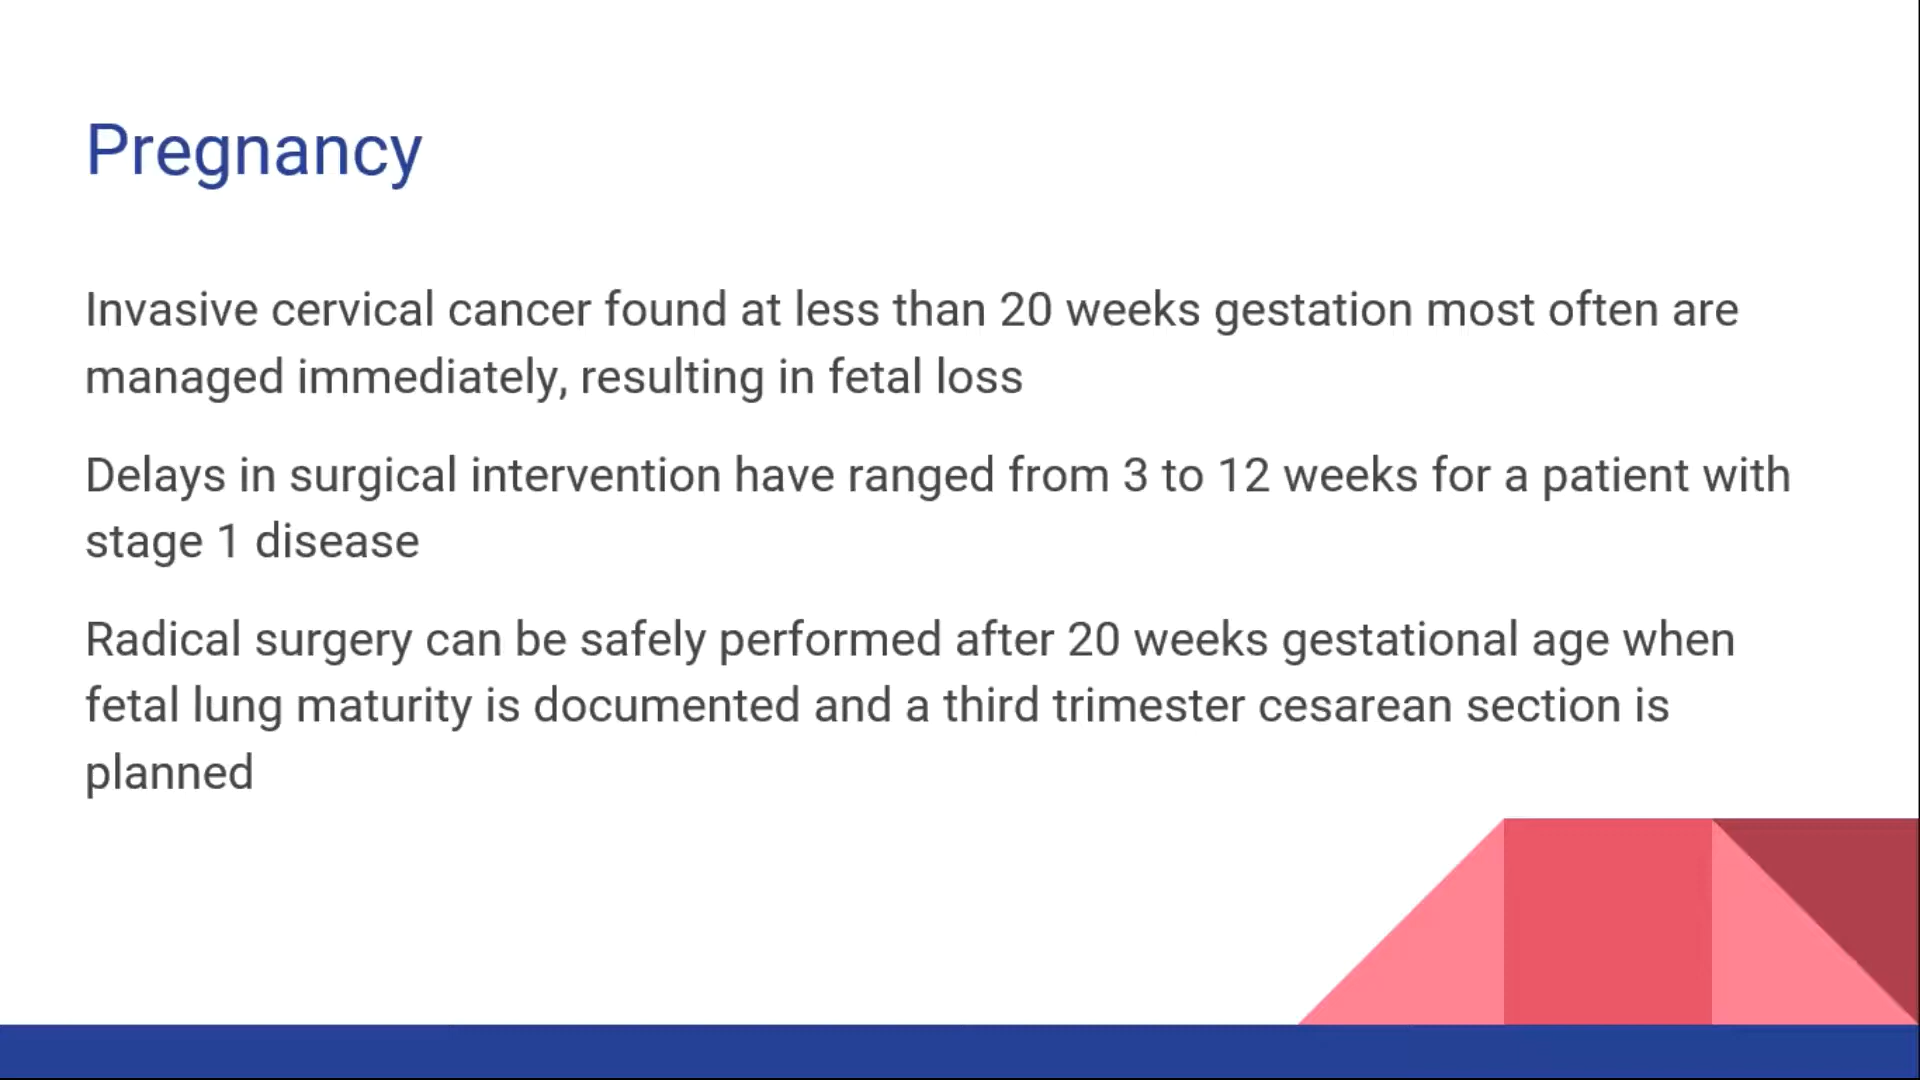 Pregnancy
Invasive cervical cancer found at less than 20 weeks gestation most often are
managed immediately, resulting in fetal loss
Delays in surgical intervention have ranged from 3 to 12 weeks for a patient with
stage 1 disease
Radical surgery can be safely performed after 20 weeks gestational age when
fetal lung maturity is documented and a third trimester cesarean section is
planned